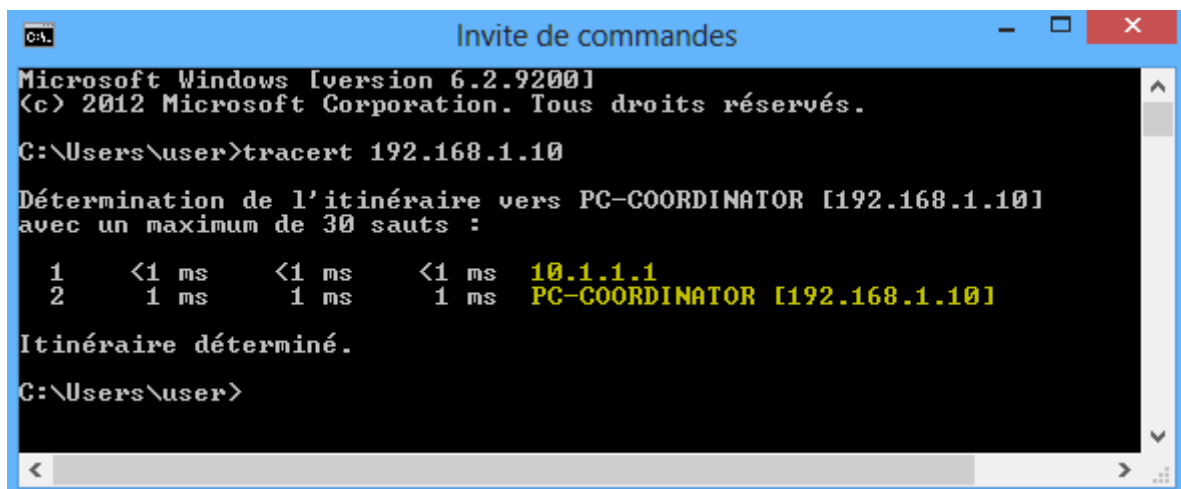 Invite de commandes
Microsoft Windows [version 6.2.9200]
(c) 2012 Microsoft Corporation. Tous droits réservés.
C:\Users\user>tracert 192.168.1.10
Détermination de l'itinéraire vers PC-COORDINATOR [192.168.1.10]
avec un maximum de 30 sauts :
1 <1 ms <1 ms <1 ms 10.1.1.1
2 1 ms 1 ms 1 ms PC-COORDINATOR [192.168.1.10]
Itinéraire déterminé.
C:\Users\user>